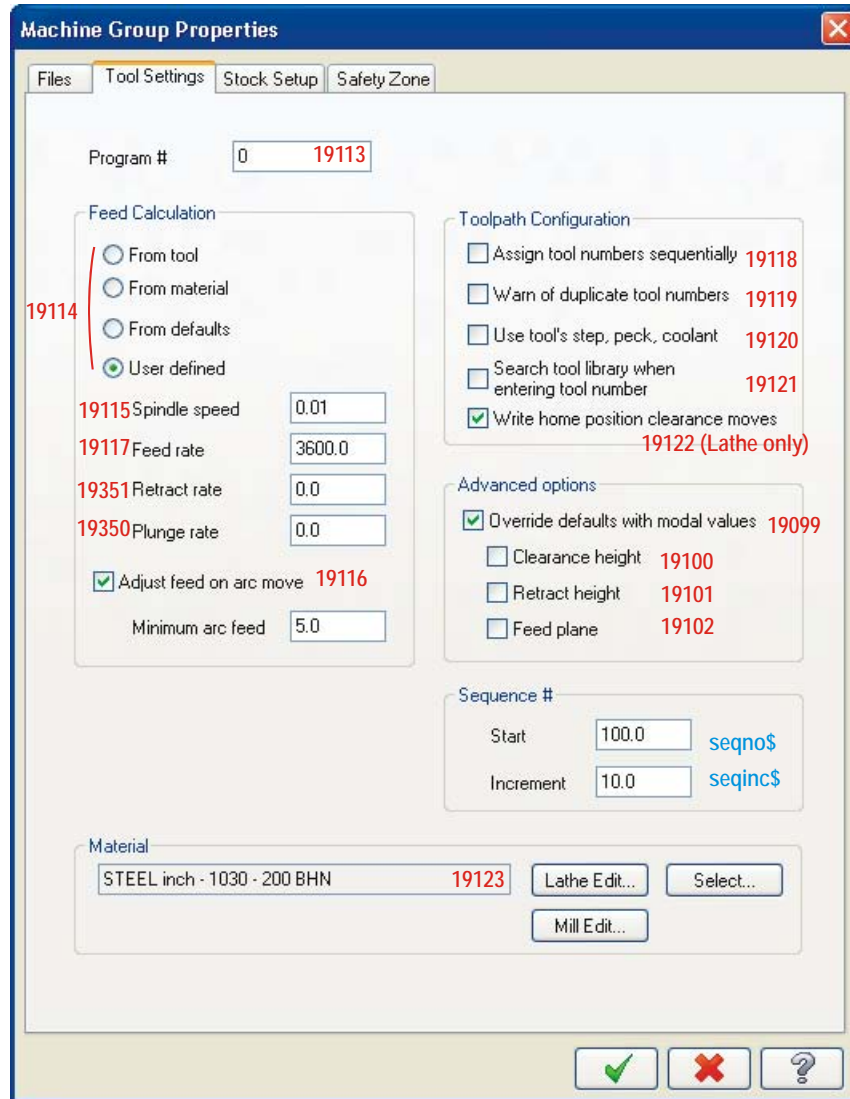 Machine Group Properties
Files
Tool Settings
Stock Setup
Safety Zone
Program #
0
19113
Feed Calculation
From tool
From material
19114
From defaults
User defined
19115 Spindle speed
0.01
19117 Feed rate
3600.0
19351 Retract rate
0.0
19350 Plunge rate
0.0
Adjust feed on arc move
19116
Minimum arc feed
5.0
Toolpath Configuration
Assign tool numbers sequentially 19118
Warn of duplicate tool numbers 19119
Use tool's step, peck, coolant 19120
Search tool library when
entering tool number 19121
Write home position clearance moves
19122 (Lathe only)
Advanced options
Override defaults with modal values 19099
Clearance height 19100
Retract height 19101
Feed plane 19102
Sequence #
Start
100.0
seqno$
Increment
10.0
seqinc$
Material
STEEL inch - 1030 - 200 BHN
19123
Lathe Edit...
Select...
Mill Edit...